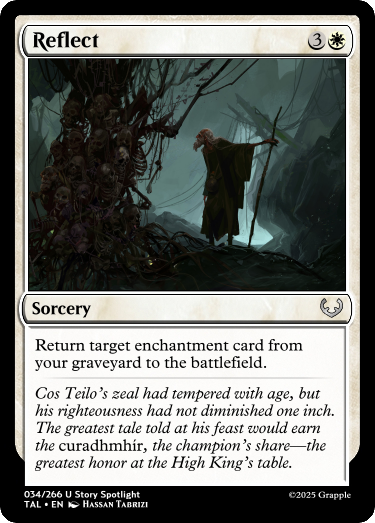 Reflect 3
Sorcery
Return target enchantment card from
your graveyard to the battlefield.
Cos Teilo's zeal had tempered with age, but
his righteousness had not diminished one inch.
The greatest tale told at his feast would earn
the curadhmhír, the champion's share—the
greatest honor at the High King's table.
034/266 U Story Spotlight
TAL • EN Hassan Tabrizi
©2025 Grapple